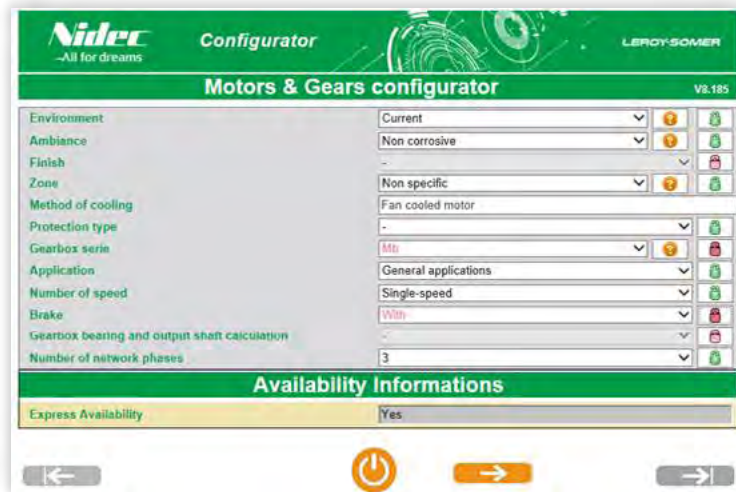 Nidec
-All for dreams
Configurator
LEROY-SOMER
Motors & Gears configurator
V8.185
Environment Current
Ambiance Non corrosive
Finish -
Zone Non specific
Method of cooling Fan cooled motor
Protection type -
Gearbox serie Mb
Application General applications
Number of speed Single-speed
Brake With
Gearbox bearing and output shaft calculation -
Number of network phases 3
Availability Informations
Express Availability Yes